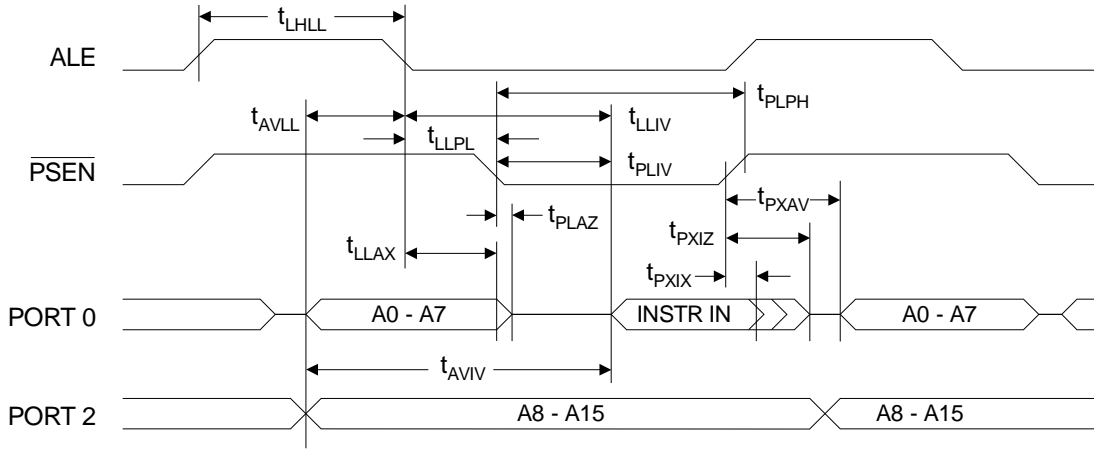 tLHLL
ALE
tPLPH
tAVLL
tLLIV
tLLPL
PSEN
tPLIV
tPXAV
tPLAZ
tPXIZ
tLLAX
tPXIX
PORT 0
A0 - A7
INSTR IN
A0 - A7
tAVIV
PORT 2
A8 - A15
A8 - A15